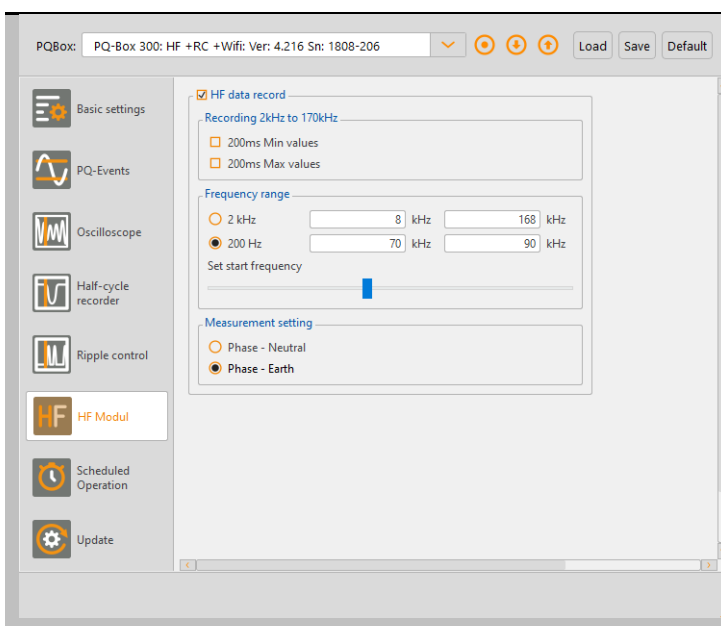 PQBox: PQ-Box 300: HF +RC +Wifi: Ver: 4.216 Sn: 1808-206 Load Save Default
Basic settings
PQ-Events
Oscilloscope
Half-cycle
recorder
Ripple control
HF HF Modul
Scheduled
Operation
Update
HF data record
Recording 2kHz to 170kHz
200ms Min values
200ms Max values
Frequency range
2 kHz 8 kHz 168 kHz
200 Hz 70 kHz 90 kHz
Set start frequency
Measurement setting
Phase - Neutral
Phase - Earth